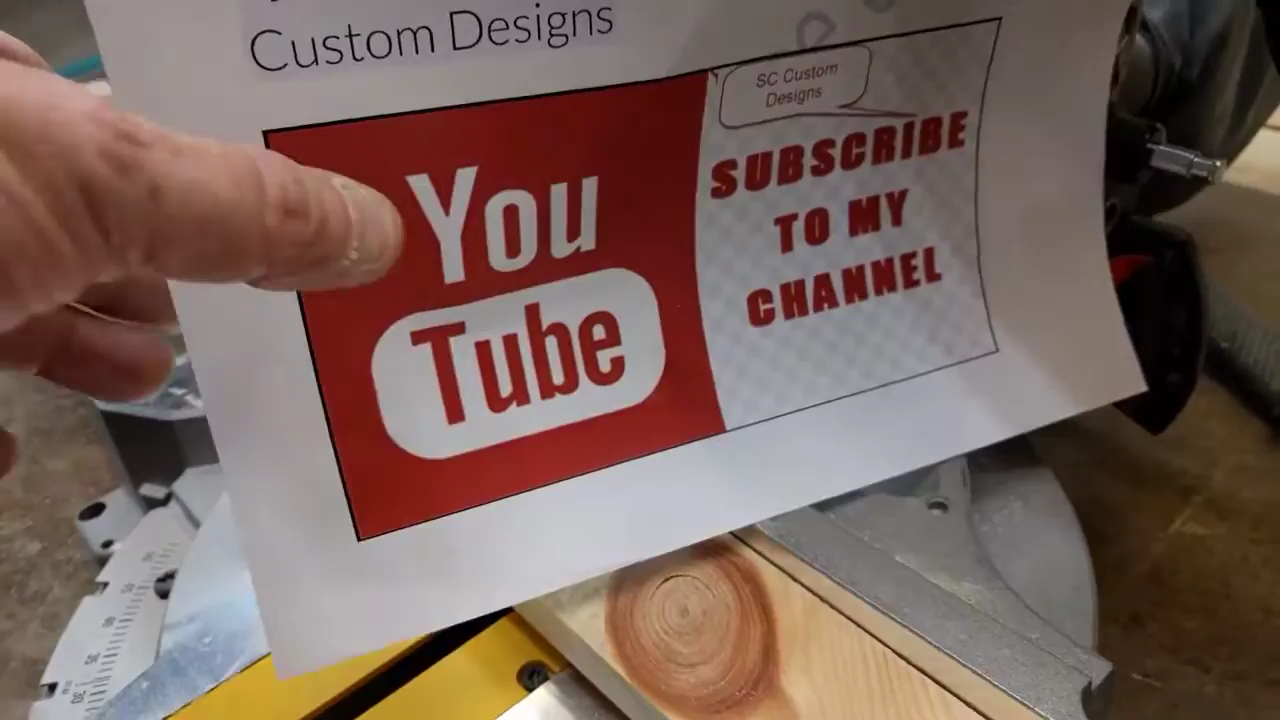 Custom Designs
SC Custom
Designs
You
Tube
SUBSCRIBE
TO MY
CHANNEL